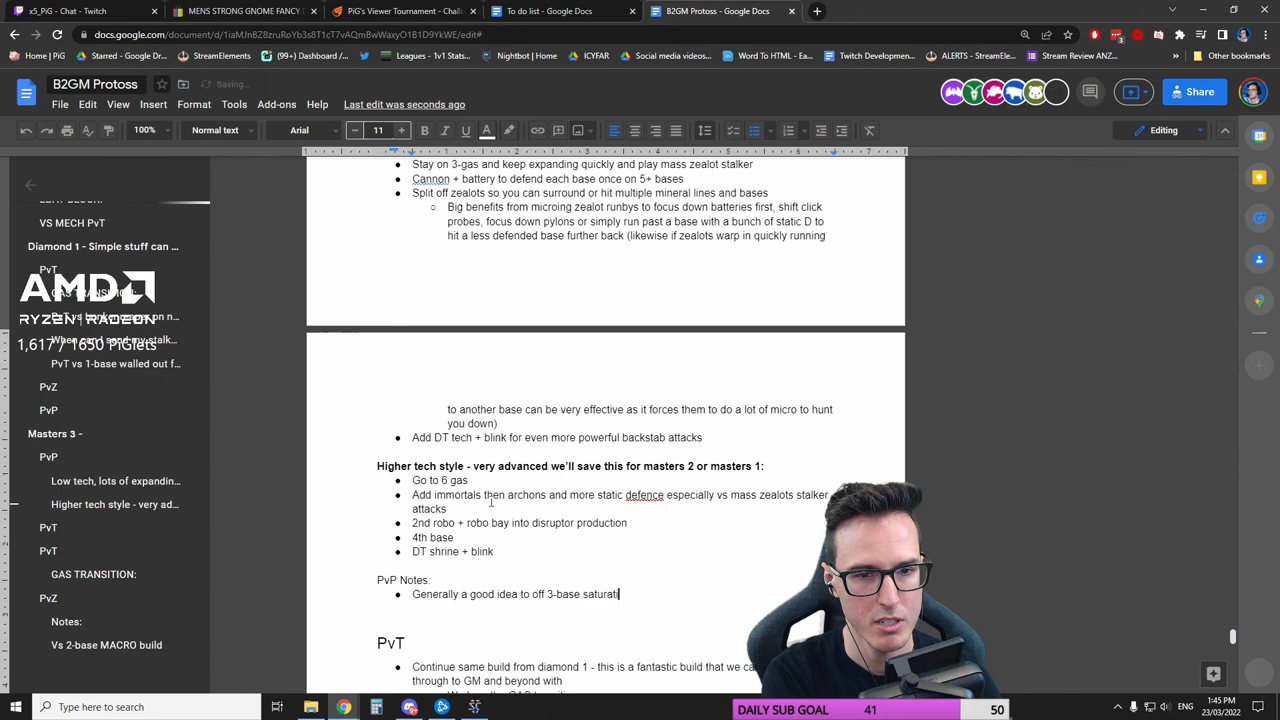 x5_PiG - Chat - Twitch
MENS STRONG GNOME FANCY D
PiG's Viewer Tournament - Challe
To do list - Google Docs
B2GM Protoss - Google Docs
docs.google.com/document/d/1iaMJnBZ8zruRoYb3s8T1cT7vAQmBwWaxyO1B1D9YkWE/edit#
Home | PiG
Starred - Google Dr...
StreamElements
(99+) Dashboard / ...
Leagues - 1v1 Stats...
Nightbot | Home
ICYFAR
Social media videos...
Word To HTML - Ea...
Twitter / Notificatio...
ALERTS - StreamEl...
Stream Review ANZ...
Other bookmarks
B2GM Protoss
Saving...
File Edit View Insert Format Tools Add-ons Help
Last edit was seconds ago
Share
100%
Normal text
Arial
11
Editing
VS MECH PvT
Diamond 1 - Simple stuff can ...
PvT
When can I send my stalk...
PvT vs 1-base walled out f...
PvZ
PvP
Masters 3 -
PvP
Low tech, lots of expandin...
Higher tech style - very ad...
PvT
PvT
GAS TRANSITION:
PvZ
Notes:
Vs 2-base MACRO build
AMD
RYZEN | RADEON
1,617 / 1650 PiGlets
Stay on 3-gas and keep expanding quickly and play mass zealot stalker
Cannon + battery to defend each base once on 5+ bases
Split off zealots so you can surround or hit multiple mineral lines and bases
Big benefits from microing zealot runbys to focus down batteries first, shift click
probes, focus down pylons or simply run past a base with a bunch of static D to
hit a less defended base further back (likewise if zealots warp in quickly running
to another base can be very effective as it forces them to do a lot of micro to hunt
you down)
Add DT tech + blink for even more powerful backstab attacks
Higher tech style - very advanced we'll save this for masters 2 or masters 1:
Go to 6 gas
Add immortals then archons and more static defence especially vs mass zealots stalker
attacks
2nd robo + robo bay into disruptor production
4th base
DT shrine + blink
PvP Notes:
Generally a good idea to off 3-base saturati
PvT
Continue same build from diamond 1 - this is a fantastic build that we ca
through to GM and beyond with
DAILY SUB GOAL 41 50
Type here to search
ENG
1:45 PM
23/03/2022